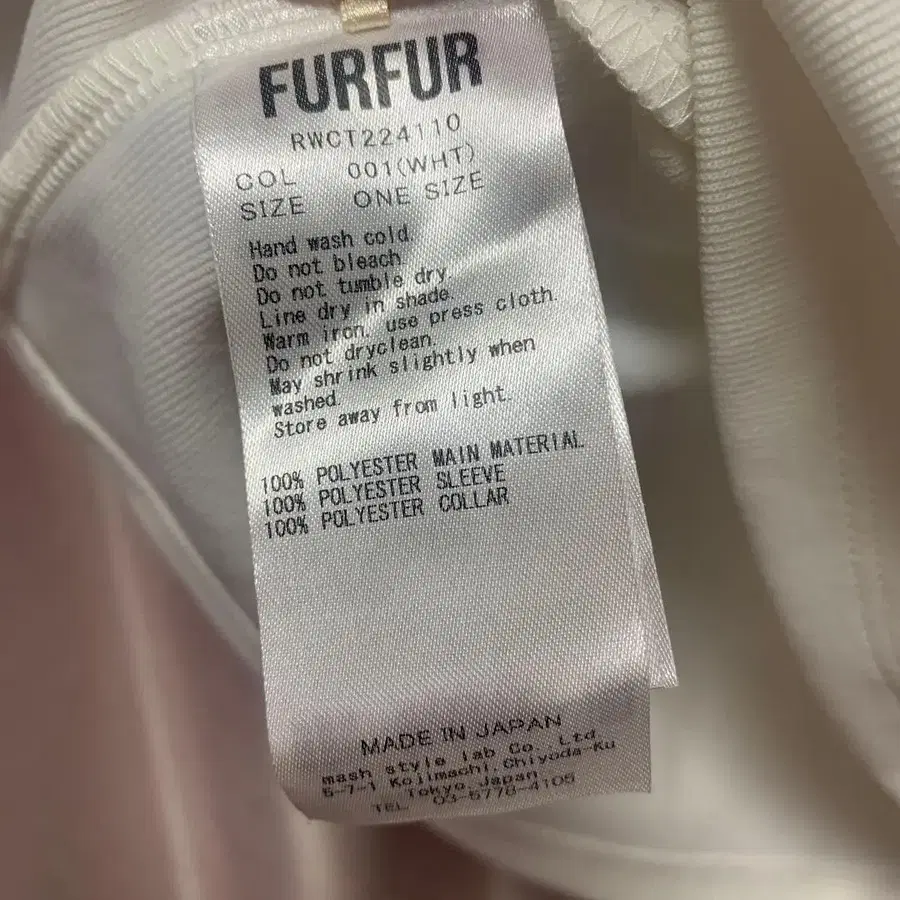 FURFUR
RWCT224110
COL 001(WHT)
SIZE ONE SIZE
Hand wash cold.
Do not bleach.
Do not tumble dry.
Line dry in shade.
Warm iron, use press cloth.
Do not dryclean.
May shrink slightly when
washed.
Store away from light.
100% POLYESTER MAIN MATERIAL
100% POLYESTER SLEEVE
100% POLYESTER COLLAR
MADE IN JAPAN
mash style lab Co. Ltd.
5-7-1 Kojimachi, Chiyoda-Ku
Tokyo, Japan
TEL 03-5778-4105